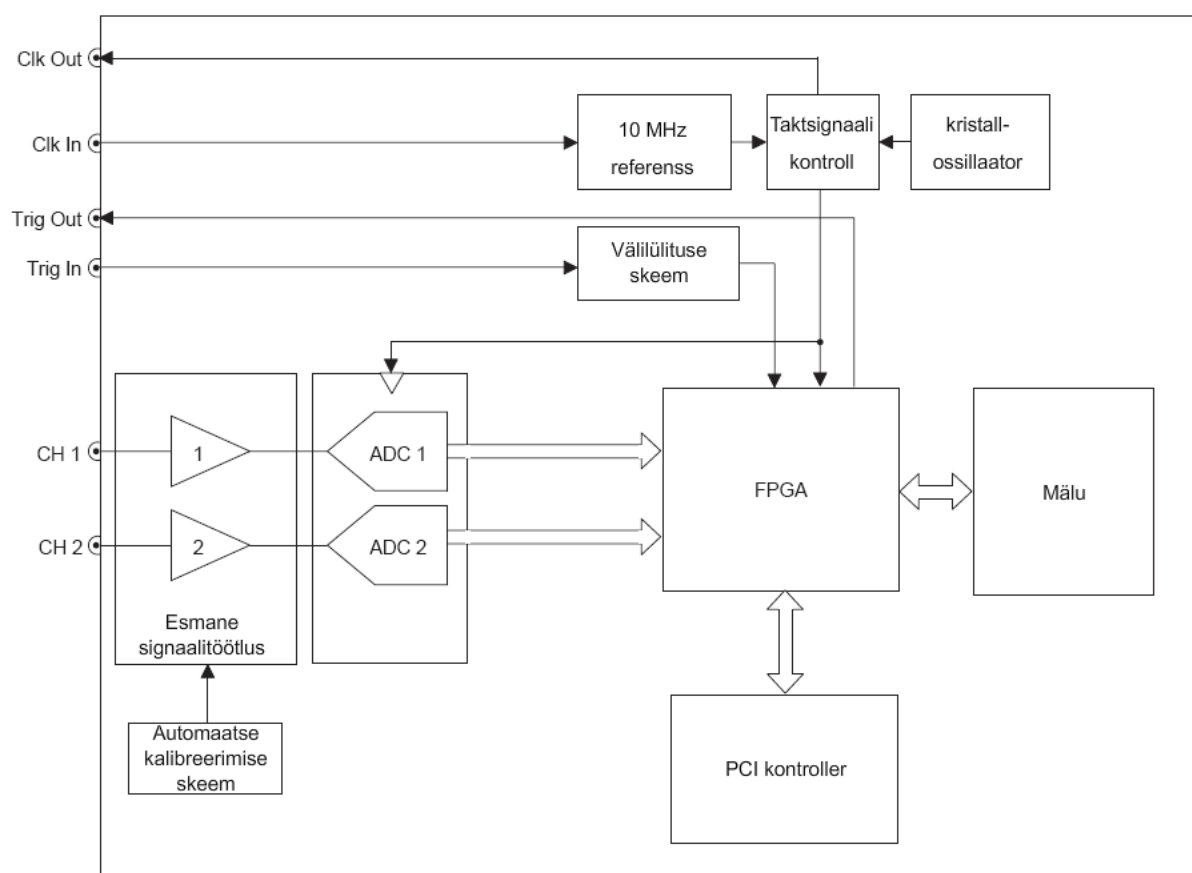 Clk Out
Clk In
10 MHz
referenss
Taktsignaali
kontroll
kristall-
ossillaator
Trig Out
Trig In
Välilülituse
skeem
CH 1
1
ADC 1
CH 2
2
ADC 2
FPGA
Mälu
Esmane
signaalitöötlus
Automaatse
kalibreerimise
skeem
PCI kontroller